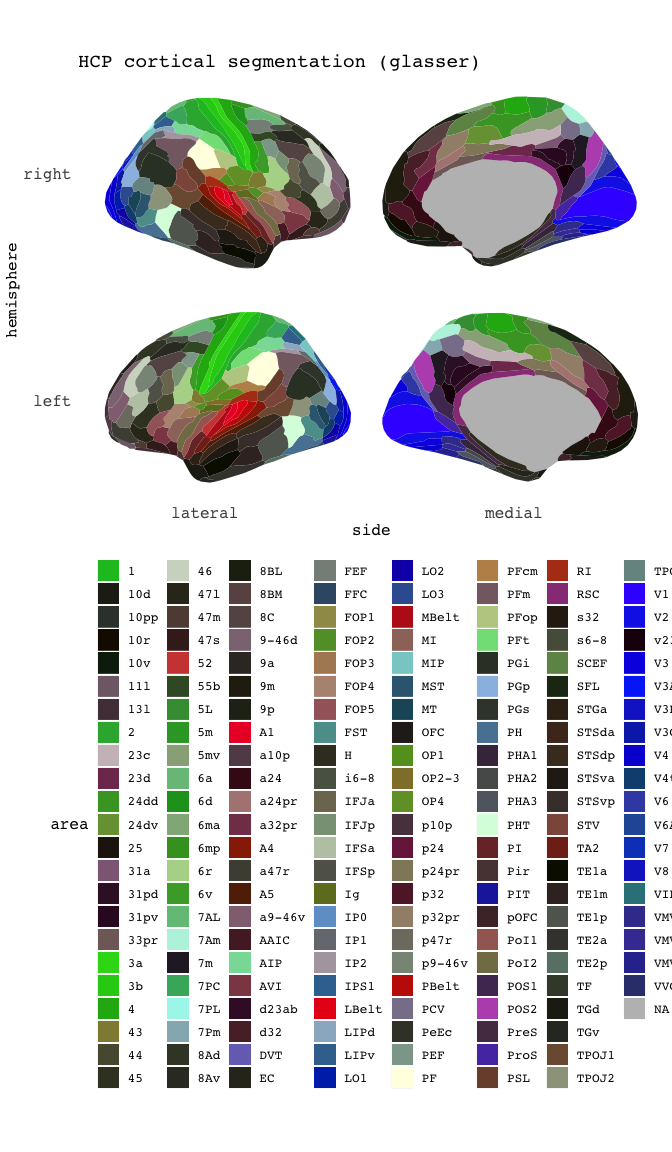 HCP cortical segmentation (glasser)
right
hemisphere
left
lateral
medial
side
area
1
10d
10pp
10r
10v
11l
13l
2
23c
23d
24dd
24dv
25
31a
31pd
31pv
33pr
3a
3b
4
43
44
45
46
47l
47m
47s
52
55b
5L
5m
5mv
6a
6d
6ma
6mp
6r
6v
7AL
7Am
7m
7PC
7PL
7Pm
8Ad
8Av
8BL
8BM
8C
9-46d
9a
9m
9p
A1
a10p
a24
a24pr
a32pr
A4
a47r
A5
a9-46v
AAIC
AIP
AVI
d23ab
d32
DVT
EC
FEF
FFC
FOP1
FOP2
FOP3
FOP4
FOP5
FST
H
i6-8
IFJa
IFJp
IFSa
IFSp
Ig
IP0
IP1
IP2
IPS1
LBelt
LIPd
LIPv
LO1
LO2
LO3
MBelt
MI
MIP
MST
MT
OFC
OP1
OP2-3
OP4
p10p
p24
p24pr
p32
p32pr
p47r
p9-46v
PBelt
PCV
PeEc
PEF
PF
PFcm
PFm
PFop
PFt
PGi
PGp
PGs
PH
PHA1
PHA2
PHA3
PHT
PI
Pir
PIT
pOFC
PoI1
PoI2
POS1
POS2
PreS
ProS
PSL
RI
RSC
s32
s6-8
SCEF
SFL
STGa
STSda
STSdp
STSva
STSvp
STV
TA2
TE1a
TE1m
TE1p
TE2a
TE2p
TF
TGd
TGv
TPOJ1
TPOJ2
V1
V2
V3
V4
V6
V7
V8
NA